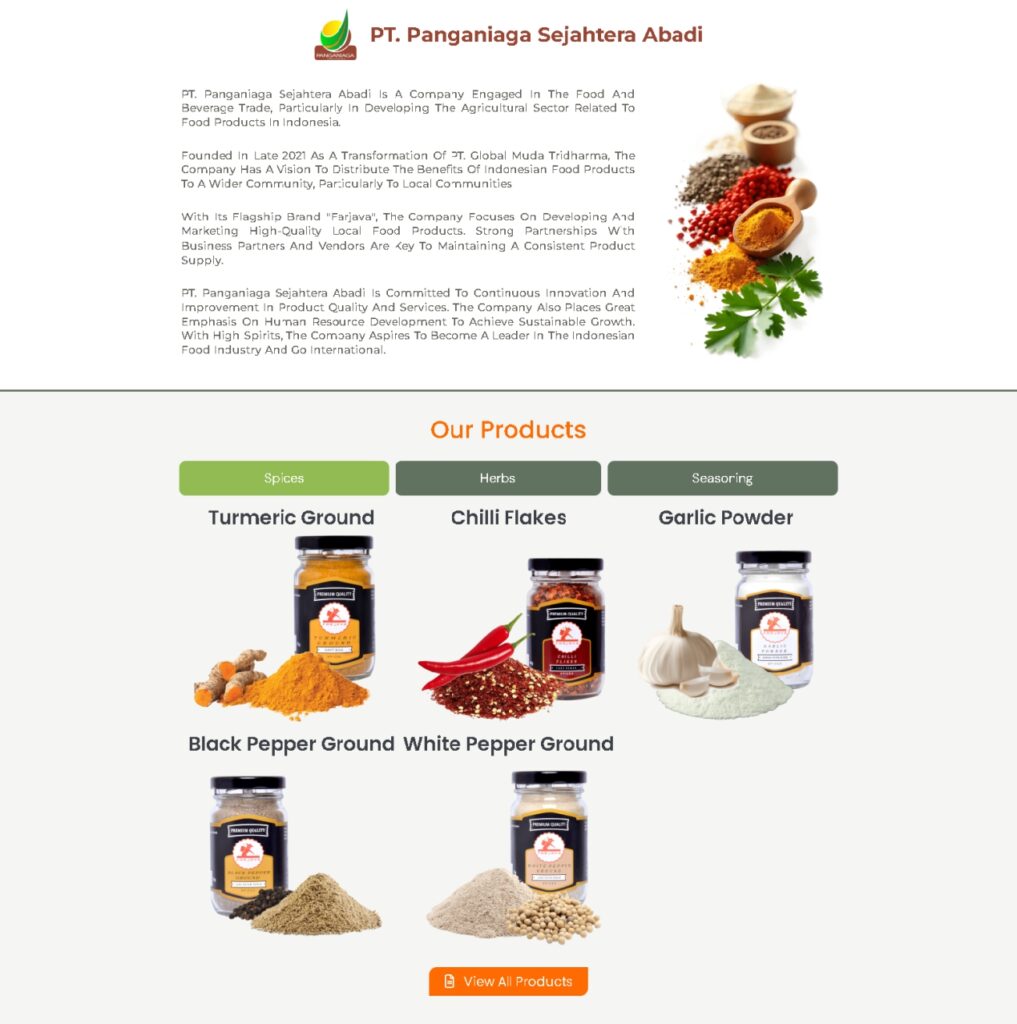 PANGANIAGA
PT. Panganiaga Sejahtera Abadi
PT. Panganiaga Sejahtera Abadi Is A Company Engaged In The Food And
Beverage Trade, Particularly In Developing The Agricultural Sector Related To
Food Products In Indonesia.
Founded In Late 2021 As A Transformation Of PT. Global Muda Tridharma, The
Company Has A Vision To Distribute The Benefits Of Indonesian Food Products
To A Wider Community, Particularly To Local Communities
With Its Flagship Brand "Farjava", The Company Focuses On Developing And
Marketing High-Quality Local Food Products. Strong Partnerships With
Business Partners And Vendors Are Key To Maintaining A Consistent Product
Supply.
PT. Panganiaga Sejahtera Abadi Is Committed To Continuous Innovation And
Improvement In Product Quality And Services. The Company Also Places Great
Emphasis On Human Resource Development To Achieve Sustainable Growth.
With High Spirits, The Company Aspires To Become A Leader In The Indonesian
Food Industry And Go International.
Our Products
Spices
Herbs
Seasoring
Turmeric Ground
Chilli Flakes
Garlic Powder
PREMIUM QUALITY
FARJAVA
TURMERIC
GROUND
PREMIUM QUALITY
CHILLI
FLAKES
SPICES
PREMIUM QUALITY
FARJAVA
GARLIC
POWDER
Black Pepper Ground
White Pepper Ground
PREMIUM QUALITY
FARJAVA
BLACK PEPPER
GROUND
PREMIUM QUALITY
FARJAVA
WHITE PEPPER
GROUND
View All Products